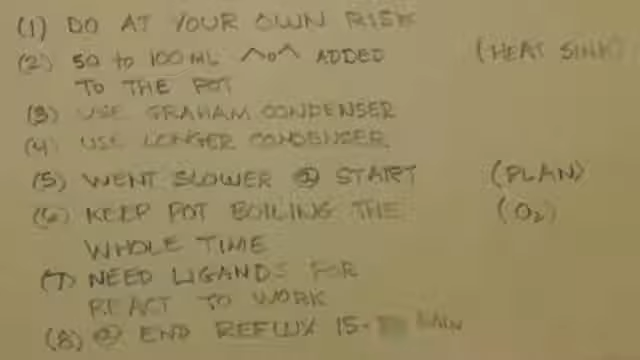 (1) DO AT YOUR OWN RISK
(2) 50 to 100 ML ^o^ ADDED (HEAT SINK)
TO THE POT
(3) USE GRAHAM CONDENSER
(4) USE LONGER CONDENSER
(5) WENT SLOWER @ START (PLAN)
(6) KEEP POT BOILING THE (O2)
WHOLE TIME
(7) NEED LIGANDS FOR
REACT TO WORK
(8) @ END REFLUX 15- MIN